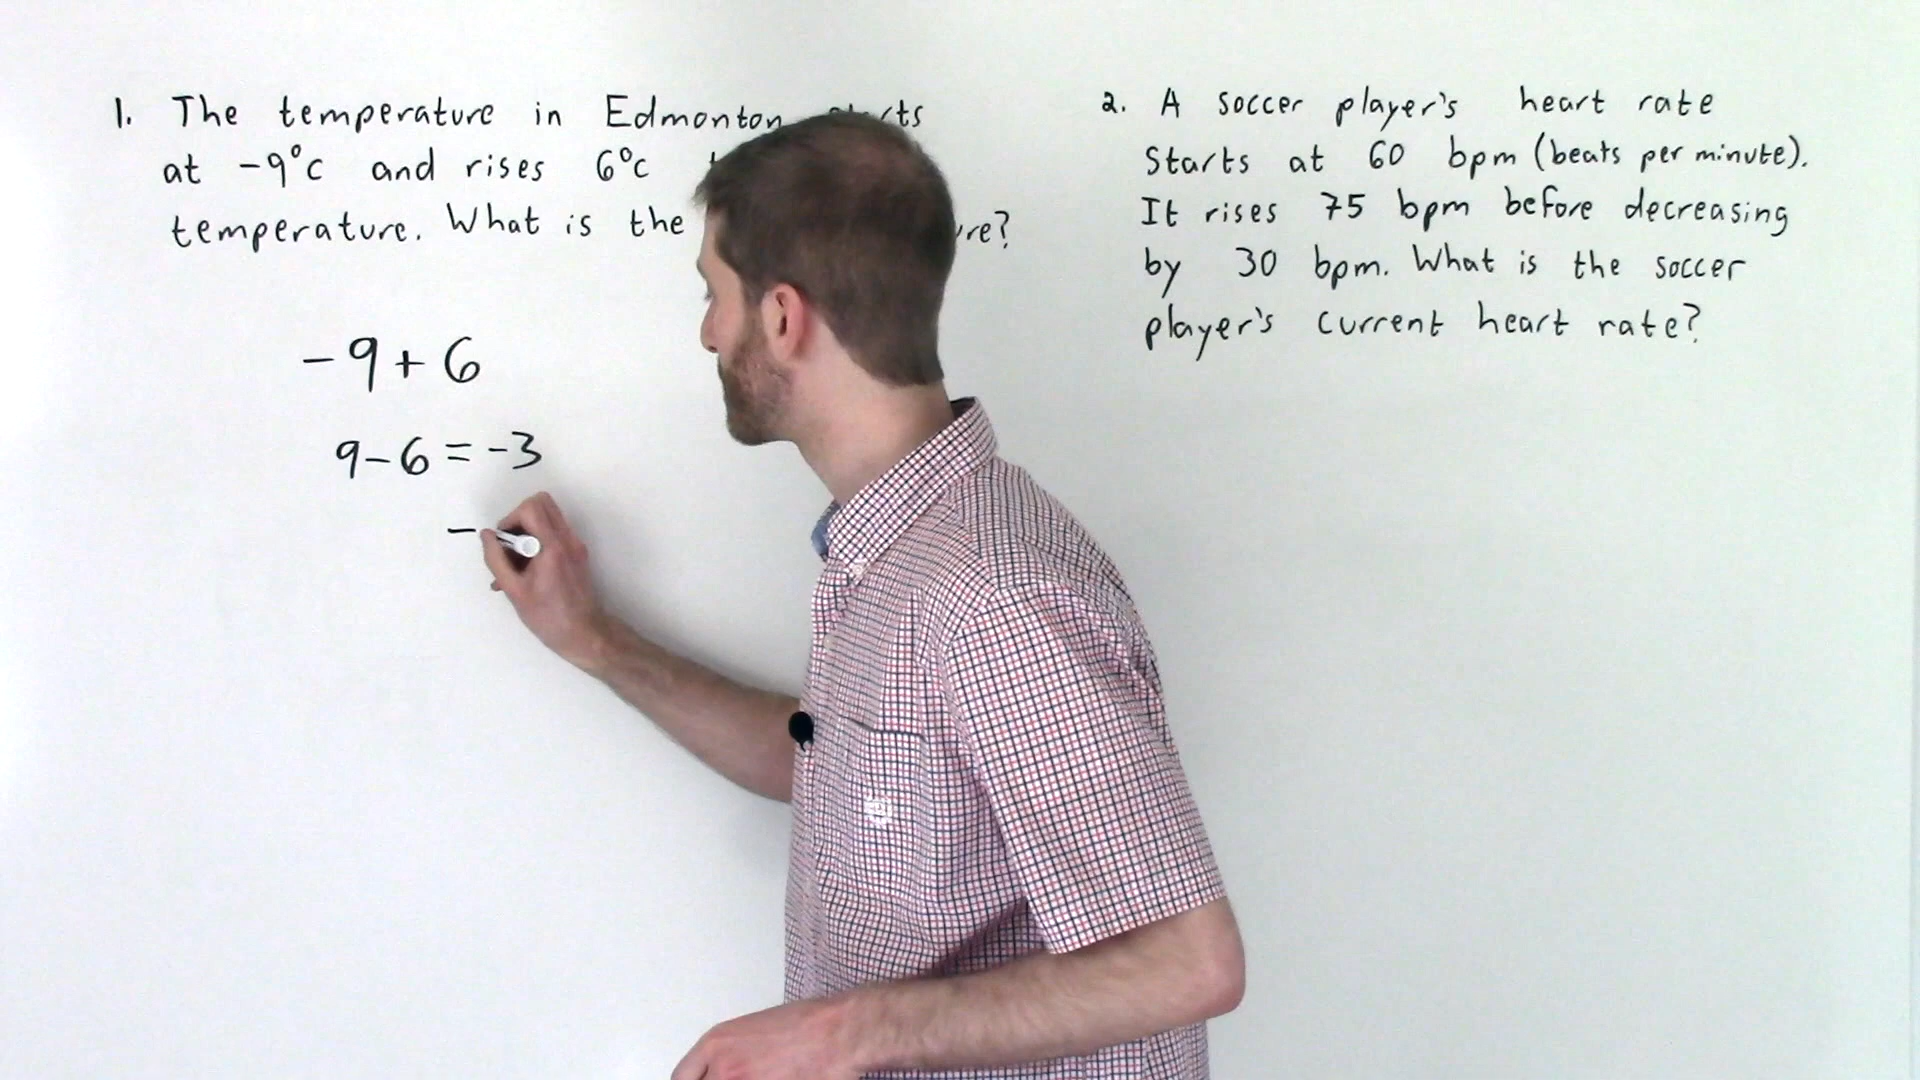 1. The temperature in Edmonton
at -9°c and rises 6°c
temperature. What is the
-9+6
9-6=-3
-
2. A soccer player's heart rate
Starts at 60 bpm (beats per minute).
It rises 75 bpm before decreasing
by 30 bpm. What is the soccer
player's current heart rate?